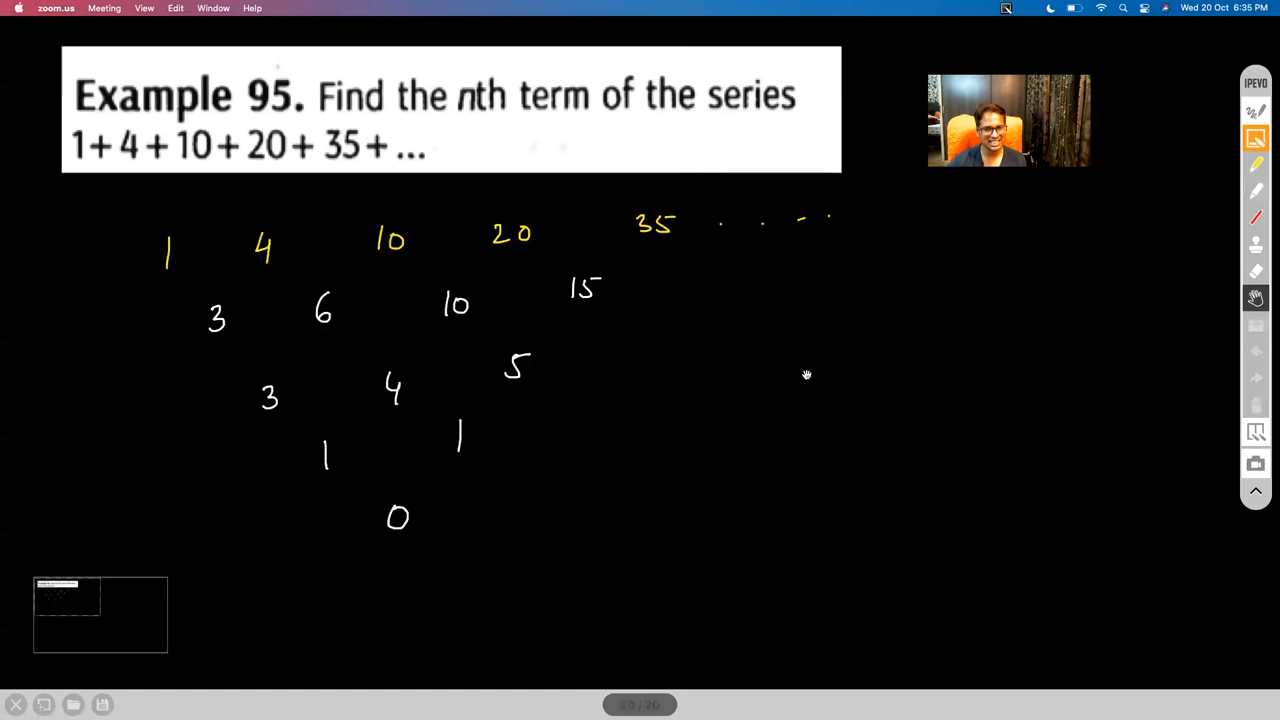 zoom.us Meeting View Edit Window Help Wed 20 Oct 6:35 PM
Example 95. Find the nth term of the series
1+ 4 + 10 + 20 + 35 + ...
IPEVO
1 4 10 20 35 . . - .
3 6 10 15
3 4 5
1 1
0
20 / 20